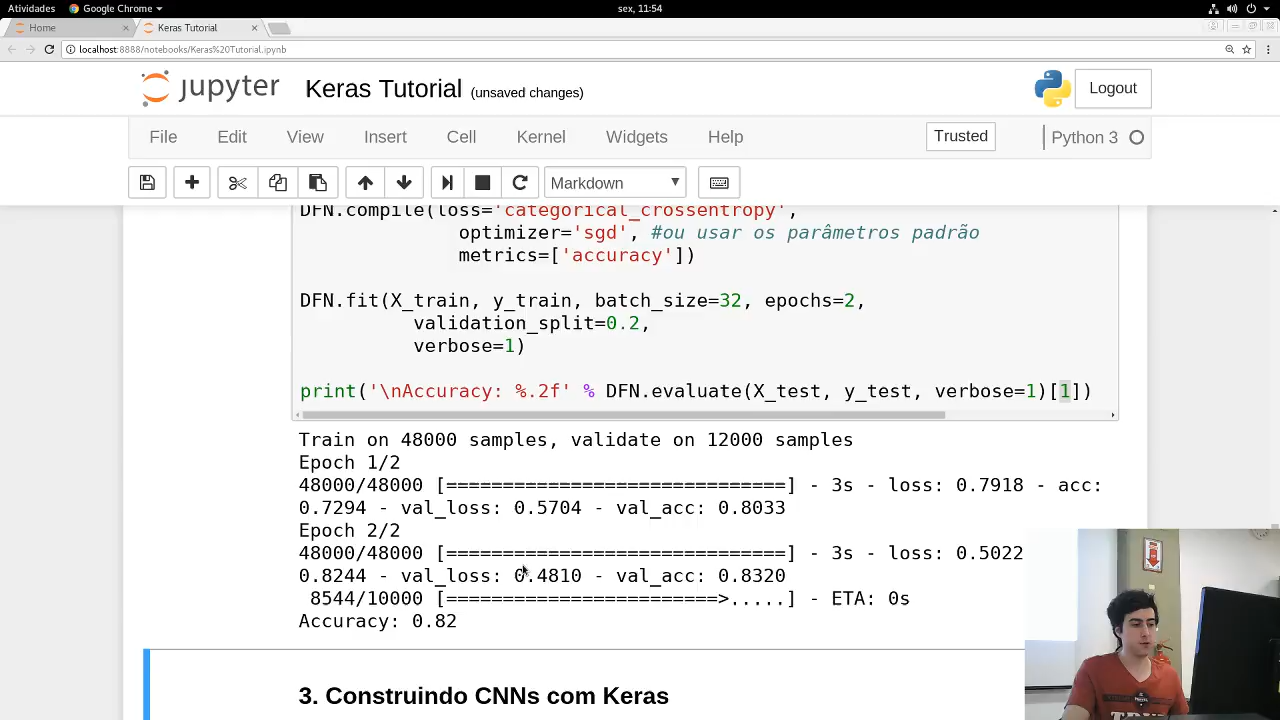 Atividades
Google Chrome
sex, 11:54
Home
Keras Tutorial
localhost:8888/notebooks/Keras%20Tutorial.ipynb
jupyter
Keras Tutorial (unsaved changes)
Logout
File Edit View Insert Cell Kernel Widgets Help
Trusted
Python 3
Markdown
DFN.compile(loss='categorical_crossentropy',
optimizer='sgd', #ou usar os parâmetros padrão
metrics=['accuracy'])
DFN.fit(X_train, y_train, batch_size=32, epochs=2,
validation_split=0.2,
verbose=1)
print('\nAccuracy: %.2f' % DFN.evaluate(X_test, y_test, verbose=1)[1])
Train on 48000 samples, validate on 12000 samples
Epoch 1/2
48000/48000 [==============================] - 3s - loss: 0.7918 - acc:
0.7294 - val_loss: 0.5704 - val_acc: 0.8033
Epoch 2/2
48000/48000 [==============================] - 3s - loss: 0.5022
0.8244 - val_loss: 0.4810 - val_acc: 0.8320
8544/10000 [========================>.....] - ETA: 0s
Accuracy: 0.82
3. Construindo CNNs com Keras